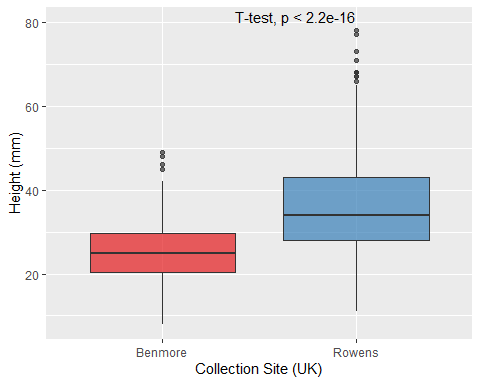 T-test, p < 2.2e-16
80
60
40
20
Height (mm)
Benmore Rowens
Collection Site (UK)